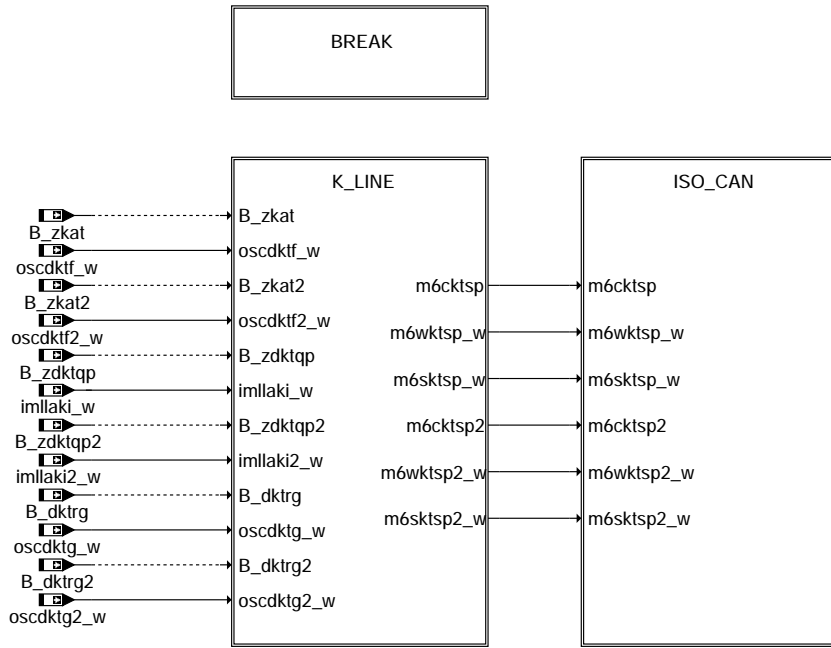 BREAK
K_LINE
ISO_CAN
B_zkat
B_zkat
oscdktf_w
oscdktf_w
B_zkat2
m6cktsp
m6cktsp
B_zkat2
oscdktf2_w
oscdktf2_w
m6wktsp_w
m6wktsp_w
B_zdktqp
B_zdktqp
m6sktsp_w
m6sktsp_w
imllaki_w
imllaki_w
B_zdktqp2
m6cktsp2
m6cktsp2
B_zdktqp2
imllaki2_w
imllaki2_w
m6wktsp2_w
m6wktsp2_w
B_dktrg
B_dktrg
m6sktsp2_w
m6sktsp2_w
oscdktg_w
oscdktg_w
B_dktrg2
B_dktrg2
oscdktg2_w
oscdktg2_w